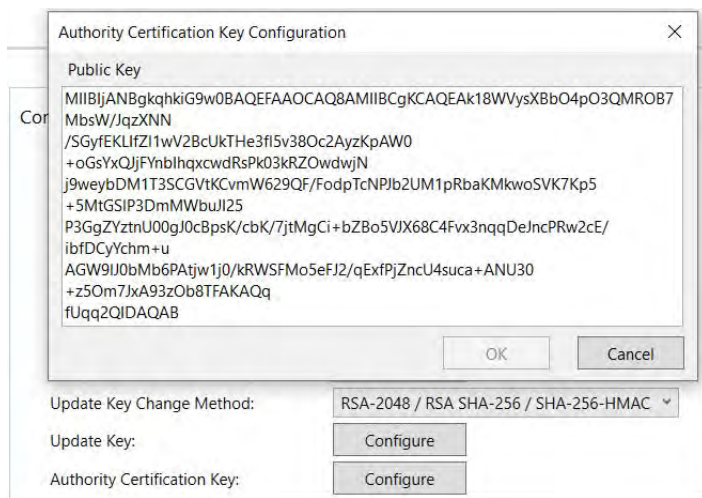 Authority Certification Key Configuration
Public Key
MIIBIjANBgkqhkiG9w0BAQEFAAOCAQ8AMIIBCgKCAQEAk18WVysXBbO4pO3QMROB7
MbsW/JqzXNN
/SGyfEKLIfZI1wV2BcUkTHe3fI5v38Oc2AyzKpAW0
+oGsYxQJjFYnbIhqxcwdRsPk03kRZOwdwjN
j9weybDM1T3SCGVtKCvmW629QF/FodpTcNPJb2UM1pRbaKMkwoSVK7Kp5
+5MtGSIP3DmMWbuJI25
P3GgZYztnU00gJ0cBpsK/cbK/7jtMgCi+bZBo5VJX68C4Fvx3nqqDeJncPRw2cE/
ibfDCyYchm+u
AGW9IJ0bMb6PAtjw1j0/kRWSFMo5eFJ2/qExfPjZncU4suca+ANU30
+z5Om7JxA93zOb8TFAKAQq
fUqq2QIDAQAB
OK
Cancel
Cor
Update Key Change Method:
RSA-2048 / RSA SHA-256 / SHA-256-HMAC
Update Key:
Configure
Authority Certification Key:
Configure